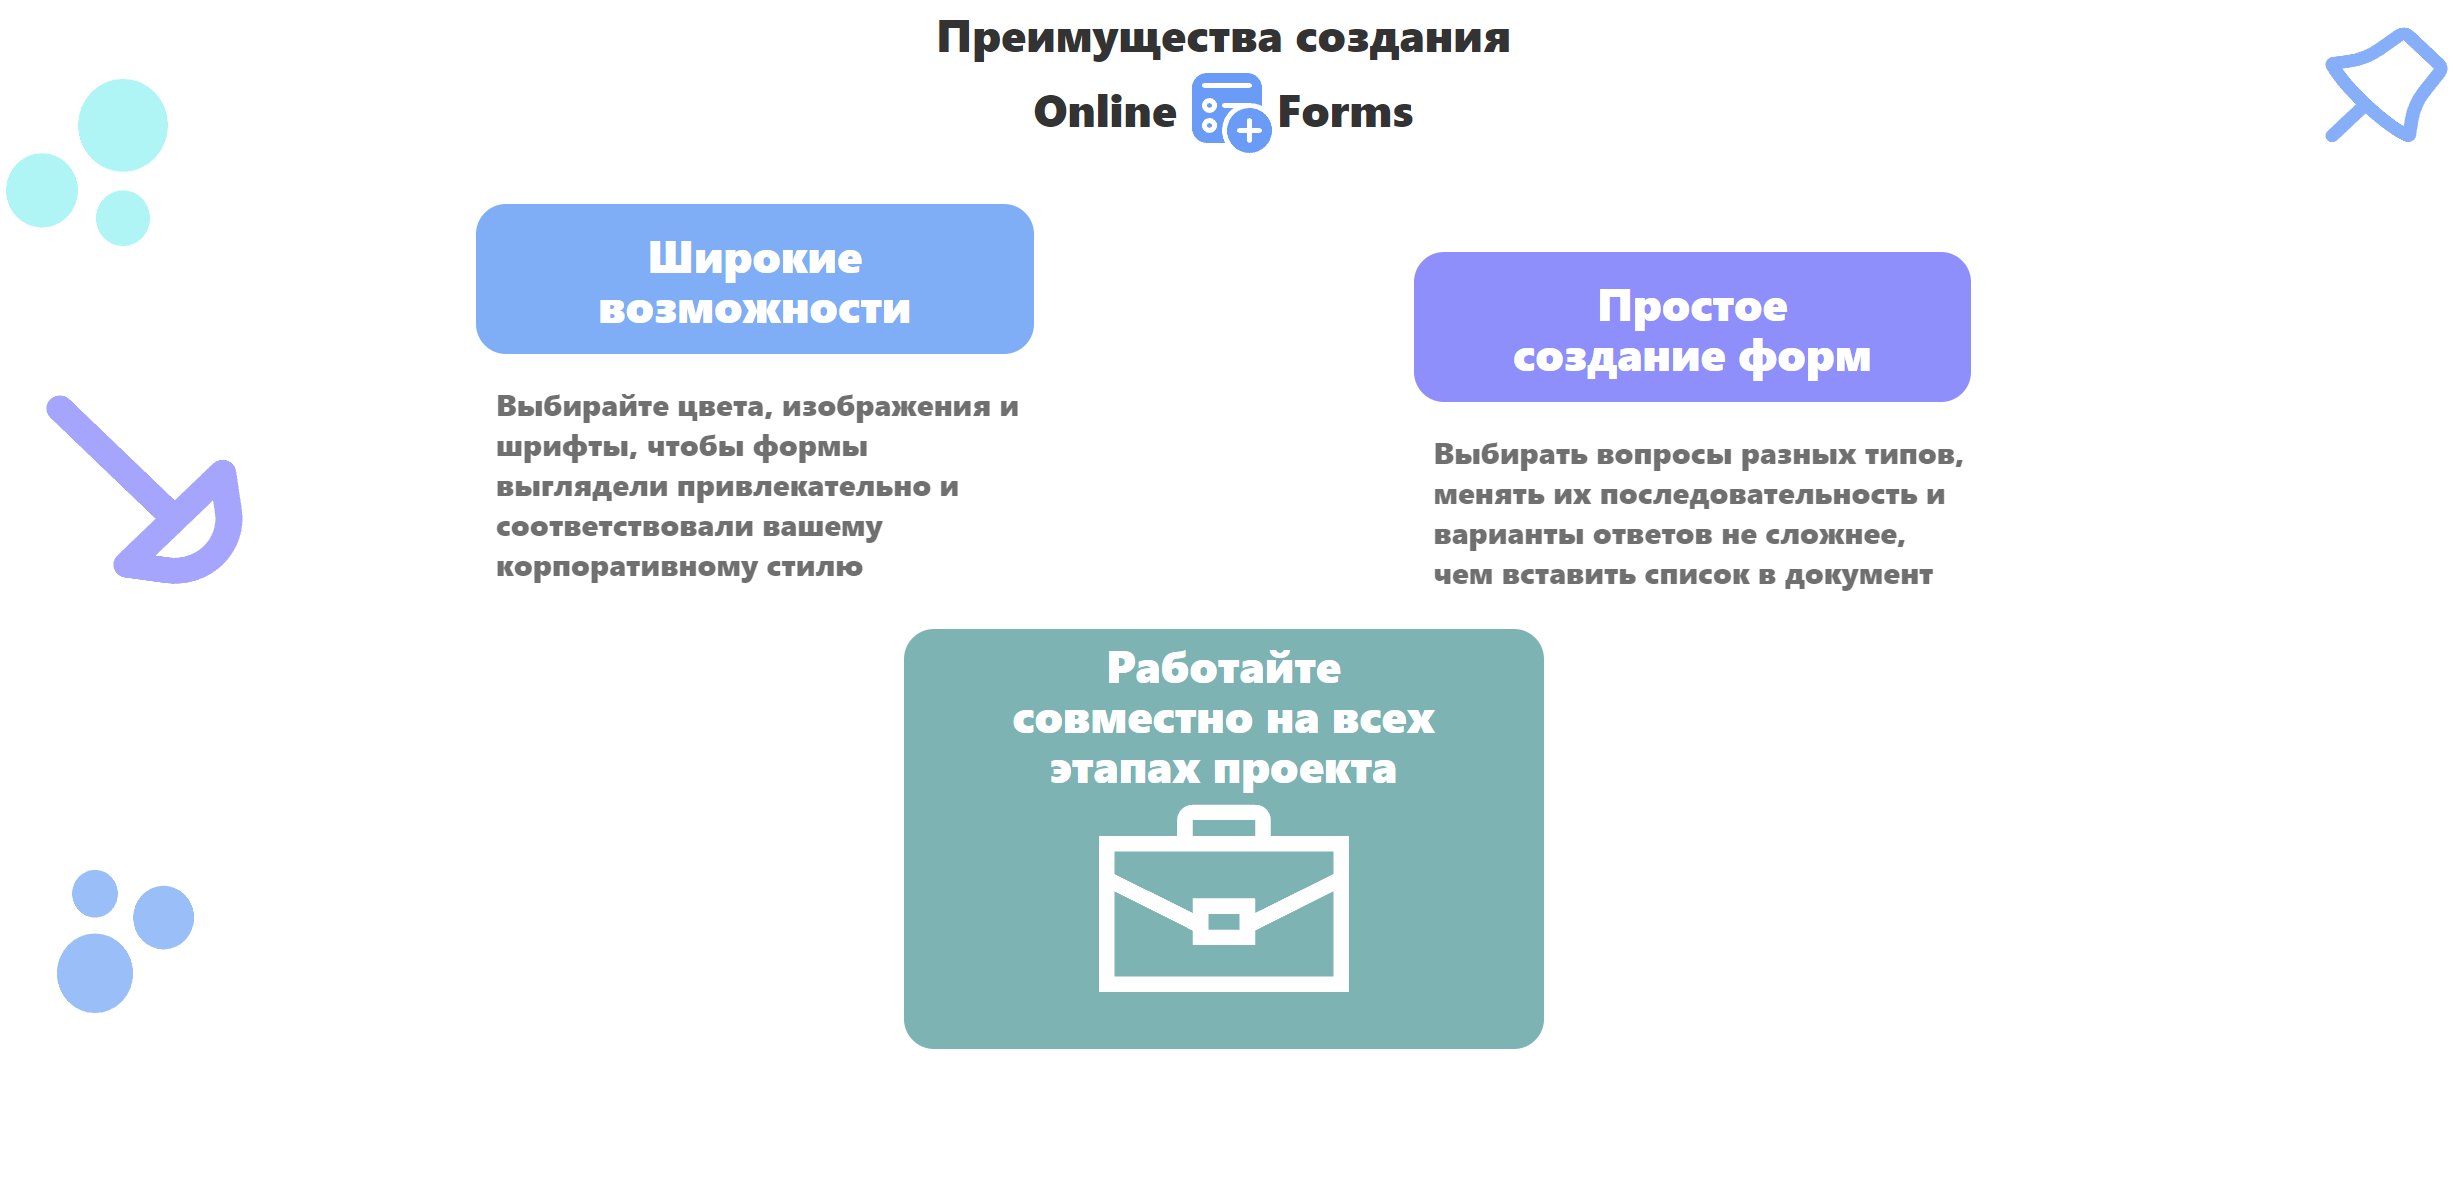 Преимущества создания
Online Forms
Широкие
возможности
Выбирайте цвета, изображения и
шрифты, чтобы формы
выглядели привлекательно и
соответствовали вашему
корпоративному стилю
Простое
создание форм
Выбирать вопросы разных типов,
менять их последовательность и
варианты ответов не сложнее,
чем вставить список в документ
Работайте
совместно на всех
этапах проекта